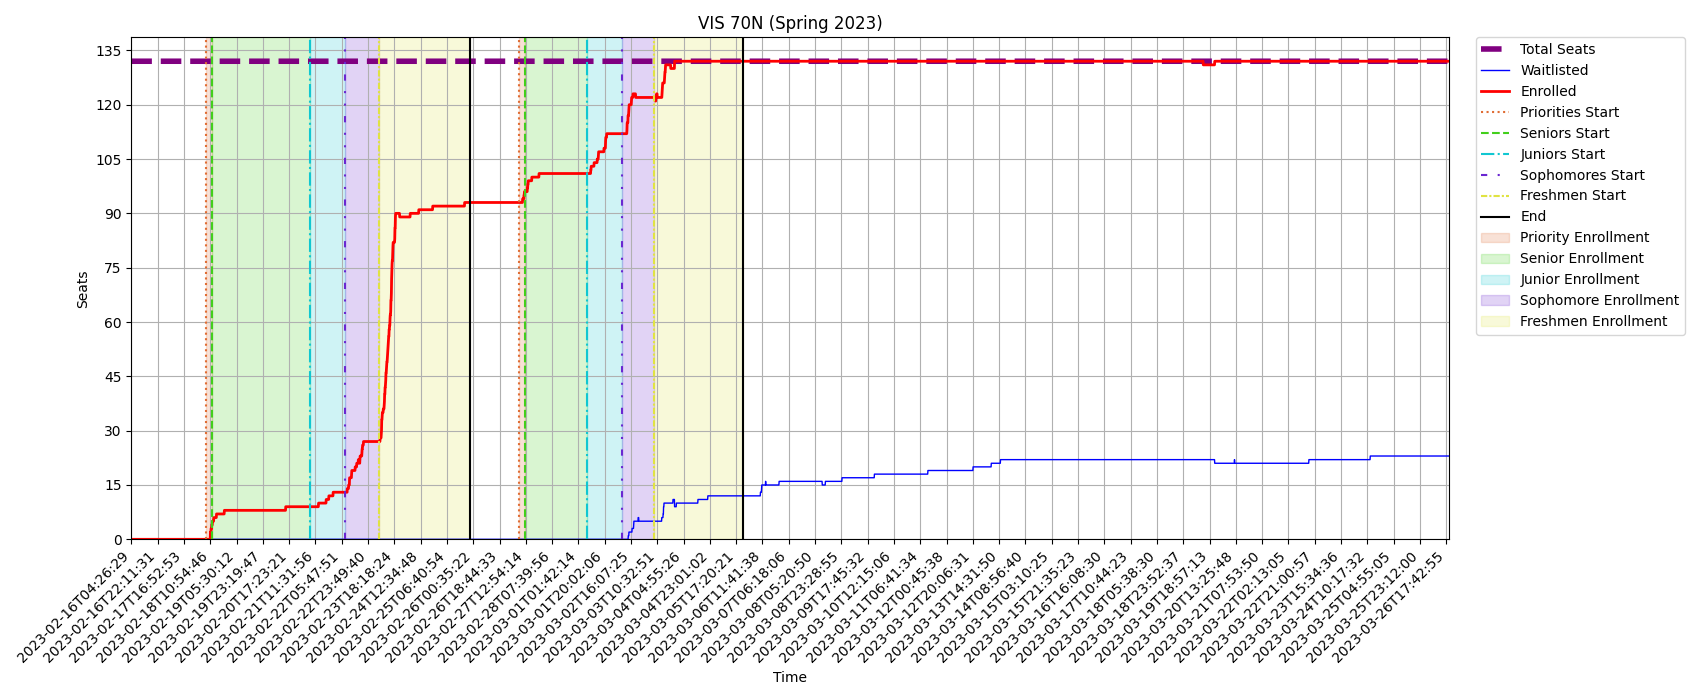 VIS 70N (Spring 2023)
135
120
105
90
75
60
45
30
15
0
Seats
2023-02-16T04:26:29
2023-02-16T22:11:31
2023-02-17T16:52:53
2023-02-18T10:54:46
2023-02-19T05:30:12
2023-02-19T23:19:47
2023-02-20T17:23:21
2023-02-21T11:31:56
2023-02-22T05:47:51
2023-02-22T23:49:40
2023-02-23T18:18:24
2023-02-24T12:34:48
2023-02-25T06:40:54
2023-02-26T00:35:22
2023-02-26T18:44:35
2023-02-27T12:54:14
2023-02-28T07:39:56
2023-03-01T01:42:14
2023-03-01T20:02:06
2023-03-02T16:07:25
2023-03-03T10:32:51
2023-03-04T04:55:26
2023-03-04T23:01:02
2023-03-05T17:20:21
2023-03-06T11:41:38
2023-03-07T06:18:06
2023-03-08T05:20:50
2023-03-08T23:28:55
2023-03-09T17:45:32
2023-03-10T12:15:06
2023-03-11T06:41:34
2023-03-12T00:45:38
2023-03-12T20:06:31
2023-03-13T14:31:50
2023-03-14T08:56:40
2023-03-15T03:10:25
2023-03-15T21:35:23
2023-03-16T16:08:30
2023-03-17T10:44:23
2023-03-18T05:38:30
2023-03-18T23:52:37
2023-03-19T18:57:13
2023-03-20T13:25:48
2023-03-21T07:53:50
2023-03-22T02:13:05
2023-03-22T21:00:57
2023-03-23T15:34:36
2023-03-24T10:17:32
2023-03-25T04:55:05
2023-03-25T23:12:00
2023-03-26T17:42:55
Time
Total Seats
Waitlisted
Enrolled
Priorities Start
Seniors Start
Juniors Start
Sophomores Start
Freshmen Start
End
Priority Enrollment
Senior Enrollment
Junior Enrollment
Sophomore Enrollment
Freshmen Enrollment